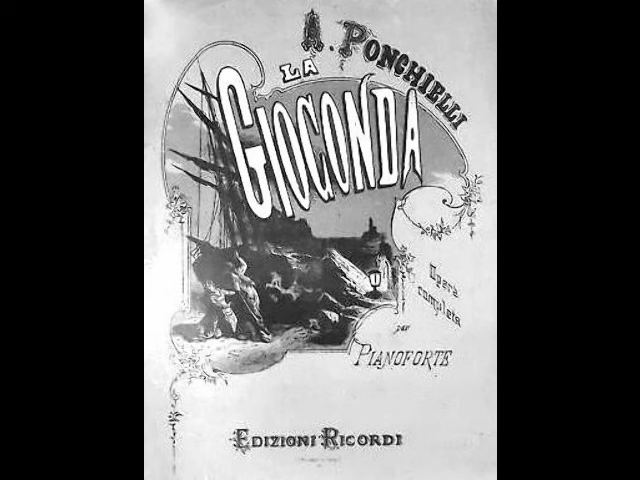 A. PONCHIELLI
LA
GIOCONDA
Opera
completa
per
PIANOFORTE
EDIZIONI RICORDI